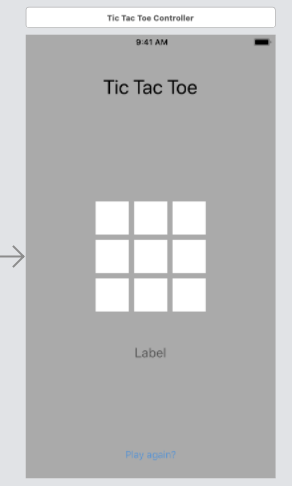 Tic Tac Toe Controller
9:41 AM
Tic Tac Toe
Label
Play again?